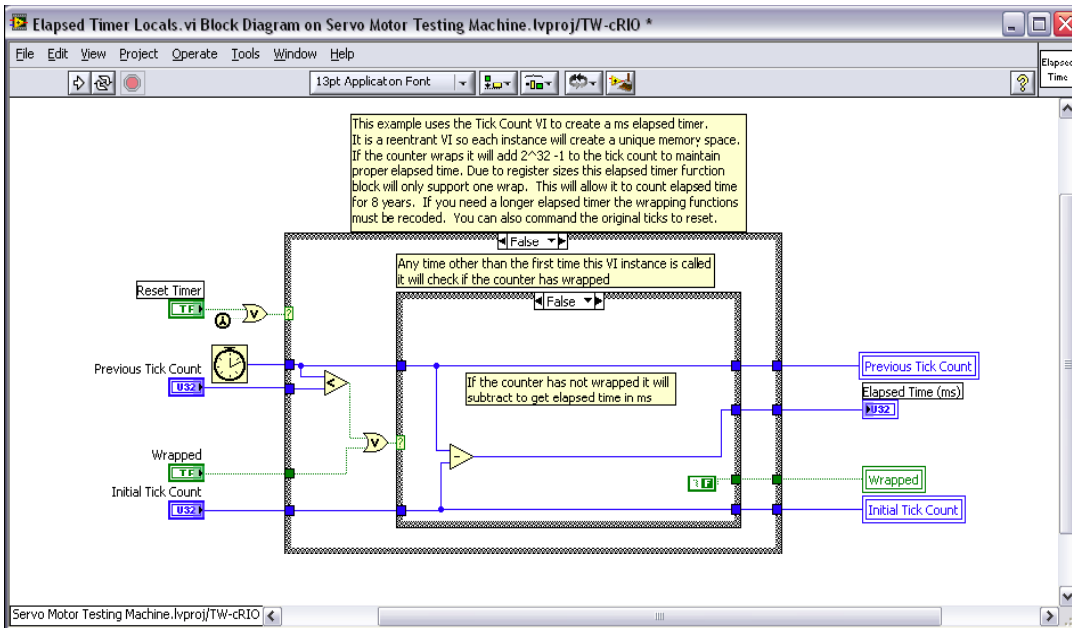 Elapsed Timer Locals.vi Block Diagram on Servo Motor Testing Machine.lvproj/TW-cRIO *
File Edit View Project Operate Tools Window Help
13pt Applicaton Font
Elapsed
Time
This example uses the Tick Count VI to create a ms elapsed timer.
It is a reentrant VI so each instance will create a unique memory space.
If the counter wraps it will add 2^32 -1 to the tick count to maintain
proper elapsed time. Due to register sizes this elapsed timer function
block will only support one wrap. This will allow it to count elapsed time
for 8 years. If you need a longer elapsed timer the wrapping functions
must be recoded. You can also command the original ticks to reset.
False
Any time other than the first time this VI instance is called
it will check if the counter has wrapped
False
Reset Timer
TF
Previous Tick Count
U32
If the counter has not wrapped it will
subtract to get elapsed time in ms
Previous Tick Count
Elapsed Time (ms)
U32
Wrapped
TF
Initial Tick Count
U32
F
Wrapped
Initial Tick Count
Servo Motor Testing Machine.lvproj/TW-cRIO